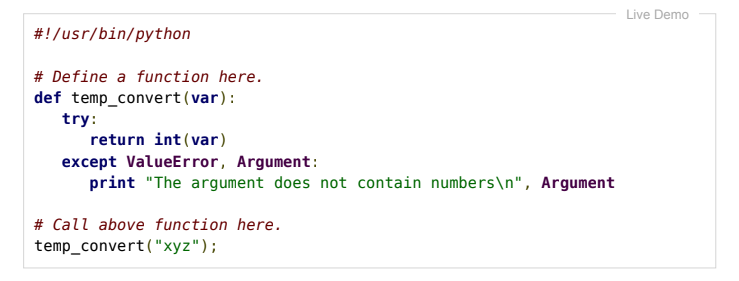 Live Demo
#!/usr/bin/python
# Define a function here.
def temp_convert(var):
   try:
      return int(var)
   except ValueError, Argument:
      print "The argument does not contain numbers\n", Argument
# Call above function here.
temp_convert("xyz");